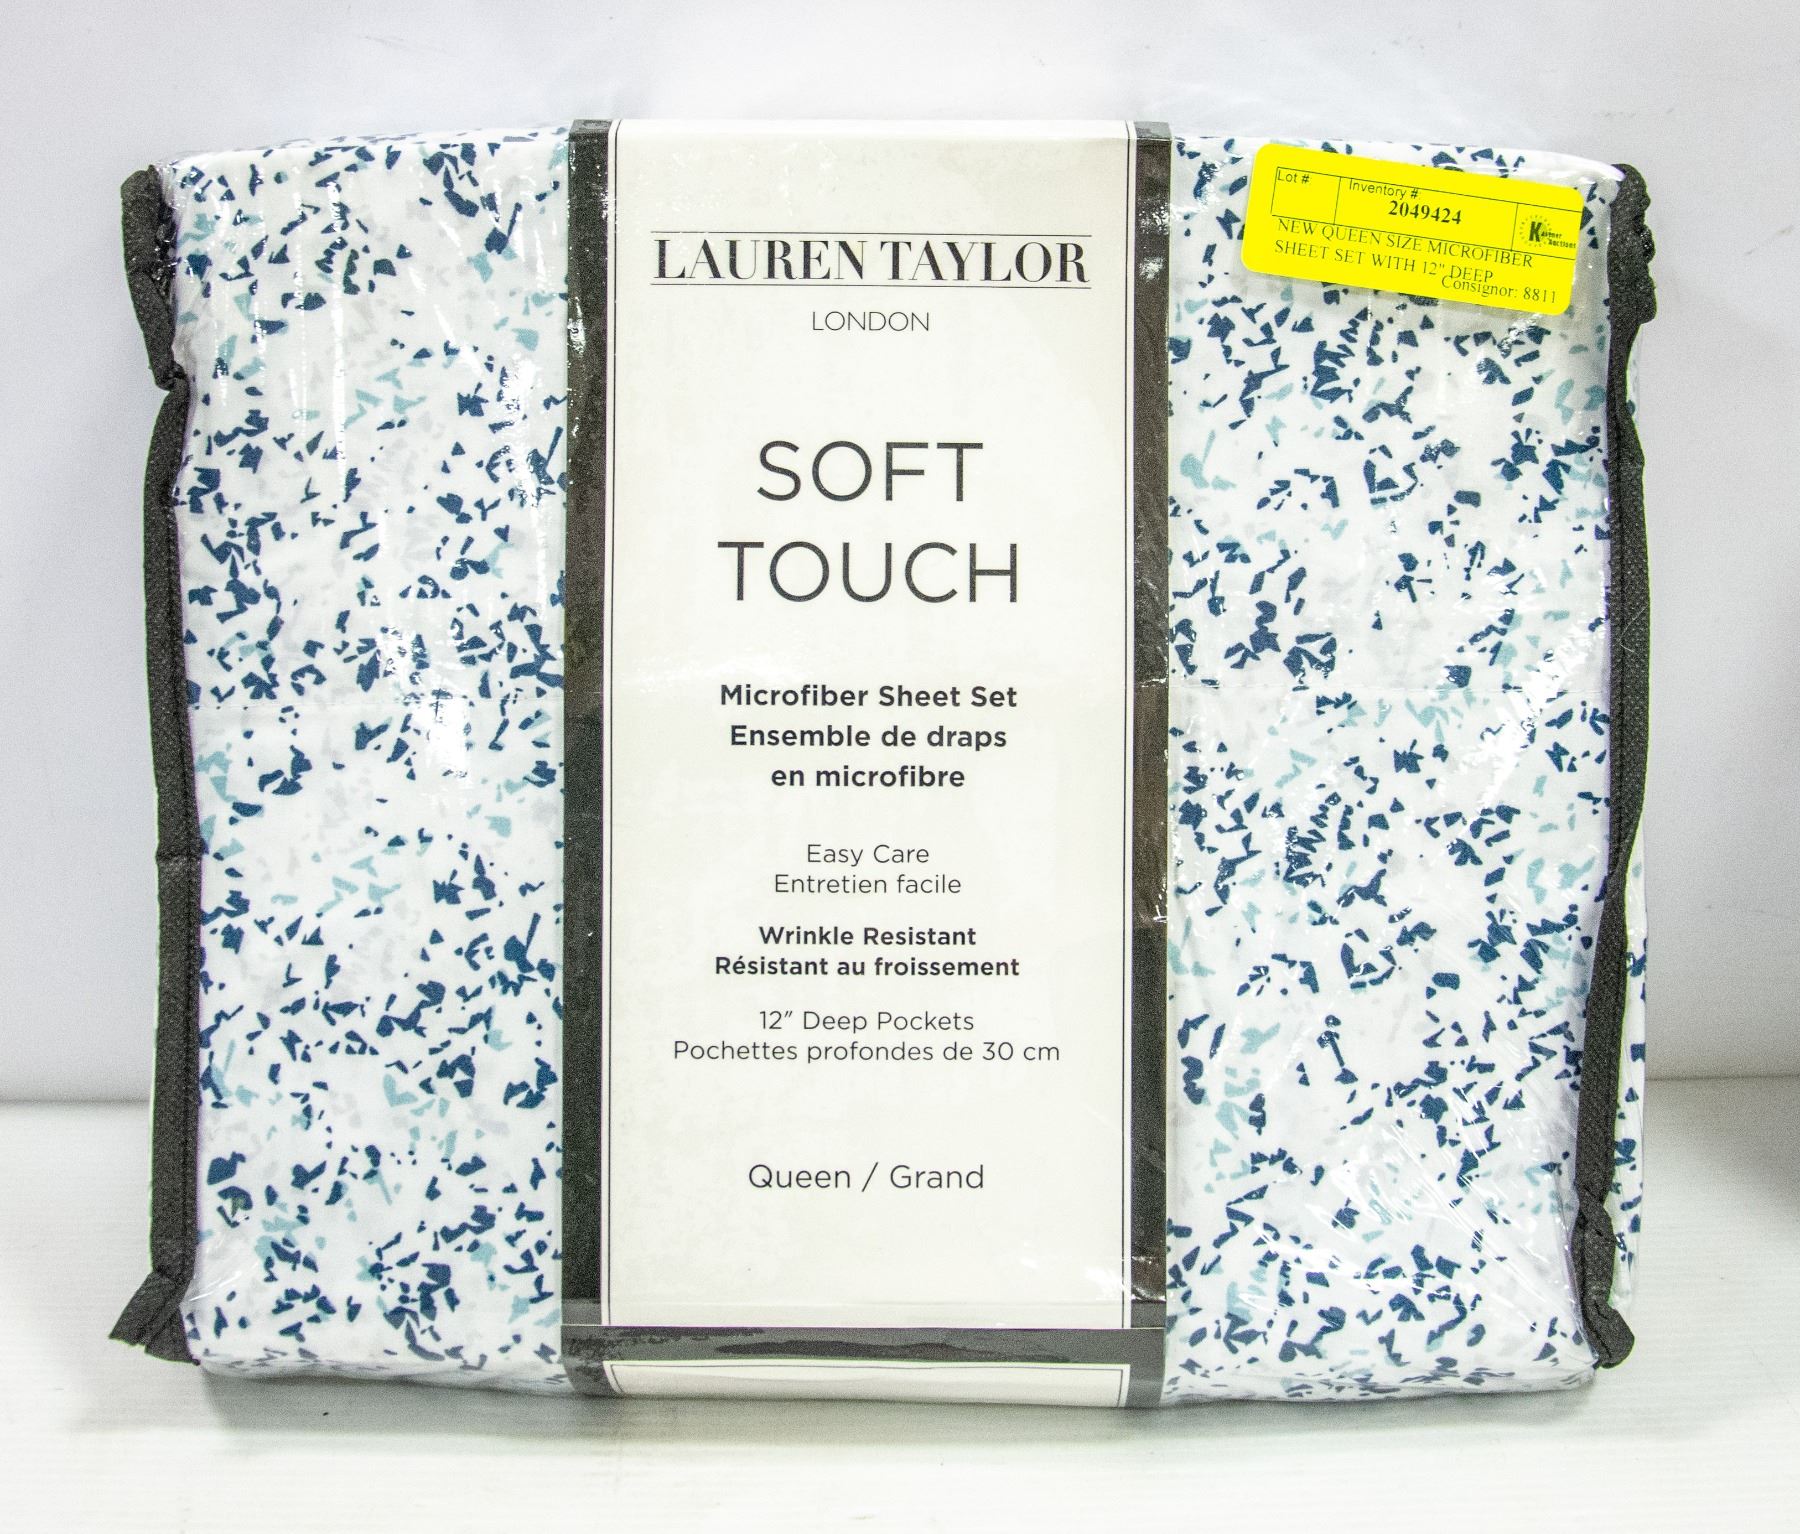 LAUREN TAYLOR
LONDON
SOFT
TOUCH
Microfiber Sheet Set
Ensemble de draps
en microfibre
Easy Care
Entretien facile
Wrinkle Resistant
Résistant au froissement
12" Deep Pockets
Pochettes profondes de 30 cm
Queen / Grand
Lot #
Inventory #
2049424
Kastner
Auctions
NEW QUEEN SIZE MICROFIBER
SHEET SET WITH 12" DEEP
Consignor: 8811